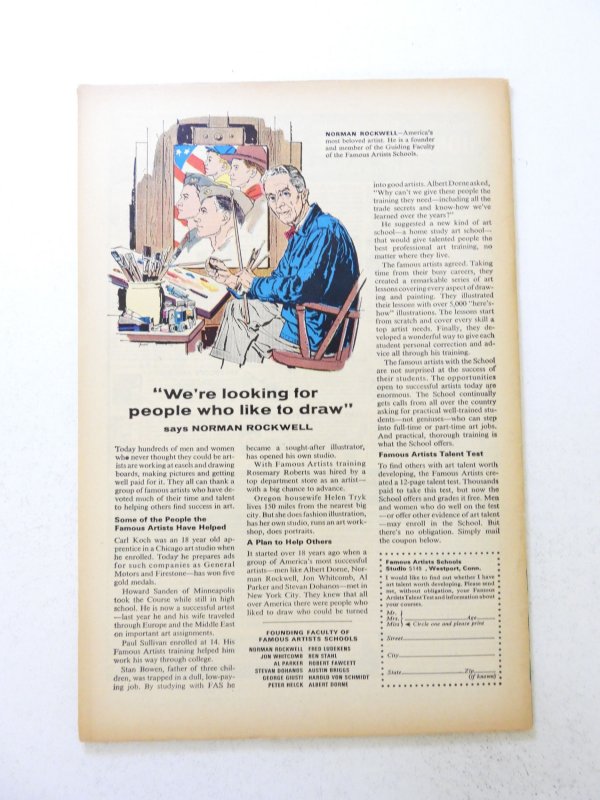 NORMAN ROCKWELL—America's
most beloved artist. He is a founder
and member of the Guiding Faculty
of the Famous Artists Schools.
"We're looking for
people who like to draw"
says NORMAN ROCKWELL
Today hundreds of men and women
who never thought they could be art-
ists are working at easels and drawing
boards, making pictures and getting
well paid for it. They all can thank a
group of famous artists who have de-
voted much of their time and talent
to helping others find success in art.
Some of the People the
Famous Artists Have Helped
Carl Koch was an 18 year old ap-
prentice in a Chicago art studio when
he enrolled. Today he prepares ads
for such companies as General
Motors and Firestone—has won five
gold medals.
Howard Sanden of Minneapolis
took the Course while still in high
school. He is now a successful artist
—last year he and his wife traveled
through Europe and the Middle East
on important art assignments.
Paul Sullivan enrolled at 14. His
Famous Artists training helped him
work his way through college.
Stan Bowen, father of three chil-
dren, was trapped in a dull, low-pay-
ing job. By studying with FAS he
became a sought-after illustrator,
has opened his own studio.
With Famous Artists training
Rosemary Roberts was hired by a
top department store as an artist—
with a big chance to advance.
Oregon housewife Helen Tryk
lives 150 miles from the nearest big
city. But she does fashion illustration,
has her own studio, runs an art work-
shop, does portraits.
A Plan to Help Others
It started over 18 years ago when a
group of America's most successful
artists—men like Albert Dorne, Nor-
man Rockwell, Jon Whitcomb, Al
Parker and Stevan Dohanos—met in
New York City. They knew that all
over America there were people who
liked to draw who could be turned
FOUNDING FACULTY OF
FAMOUS ARTISTS SCHOOLS
NORMAN ROCKWELL FRED LUDEKENS
JON WHITCOMB BEN STAHL
AL PARKER ROBERT FAWCETT
STEVAN DOHANOS AUSTIN BRIGGS
GEORGE GIUSTI HAROLD VON SCHMIDT
PETER HELCK ALBERT DORNE
into good artists. Albert Dorne asked,
"Why can't we give these people the
training they need—including all the
trade secrets and know-how we've
learned over the years?"
He suggested a new kind of art
school—a home study art school—
that would give talented people the
best professional art training, no
matter where they live.
The famous artists agreed. Taking
time from their busy careers, they
created a remarkable series of art
lessons covering every aspect of draw-
ing and painting. They illustrated
their lessons with over 5,000 "here's-
how" illustrations. The lessons start
from scratch and cover every skill a
top artist needs. Finally, they de-
veloped a wonderful way to give each
student personal correction and ad-
vice all through his training.
The famous artists with the School
are not surprised at the success of
their students. The opportunities
open to successful artists today are
enormous. The School continually
gets calls from all over the country
asking for practical well-trained stu-
dents—not geniuses—who can step
into full-time or part-time art jobs.
And practical, thorough training is
what the School offers.
Famous Artists Talent Test
To find others with art talent worth
developing, the Famous Artists cre-
ated a 12-page talent test. Thousands
paid to take this test, but now the
School offers and grades it free. Men
and women who do well on the test
—or offer other evidence of art talent
—may enroll in the School. But
there's no obligation. Simply mail
the coupon below.
Famous Artists Schools
Studio 5149, Westport, Conn.
I would like to find out whether I have
art talent worth developing. Please send
me, without obligation, your Famous
Artists Talent Test and information about
your courses.
Mr.
Mrs. Age
Miss Circle one and please print
Street
City
State Zip
(if known)